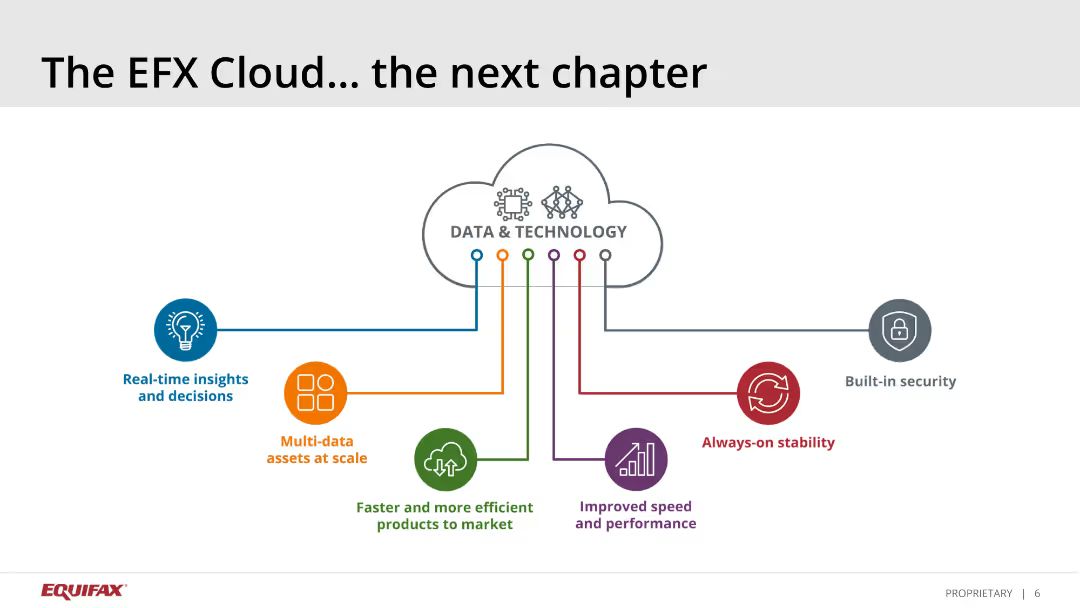 The EFX Cloud... the next chapter
DATA & TECHNOLOGY
Real-time insights
and decisions
Multi-data
assets at scale
Faster and more efficient
products to market
Improved speed
and performance
Always-on stability
Built-in security
EQUIFAX
PROPRIETARY | 6